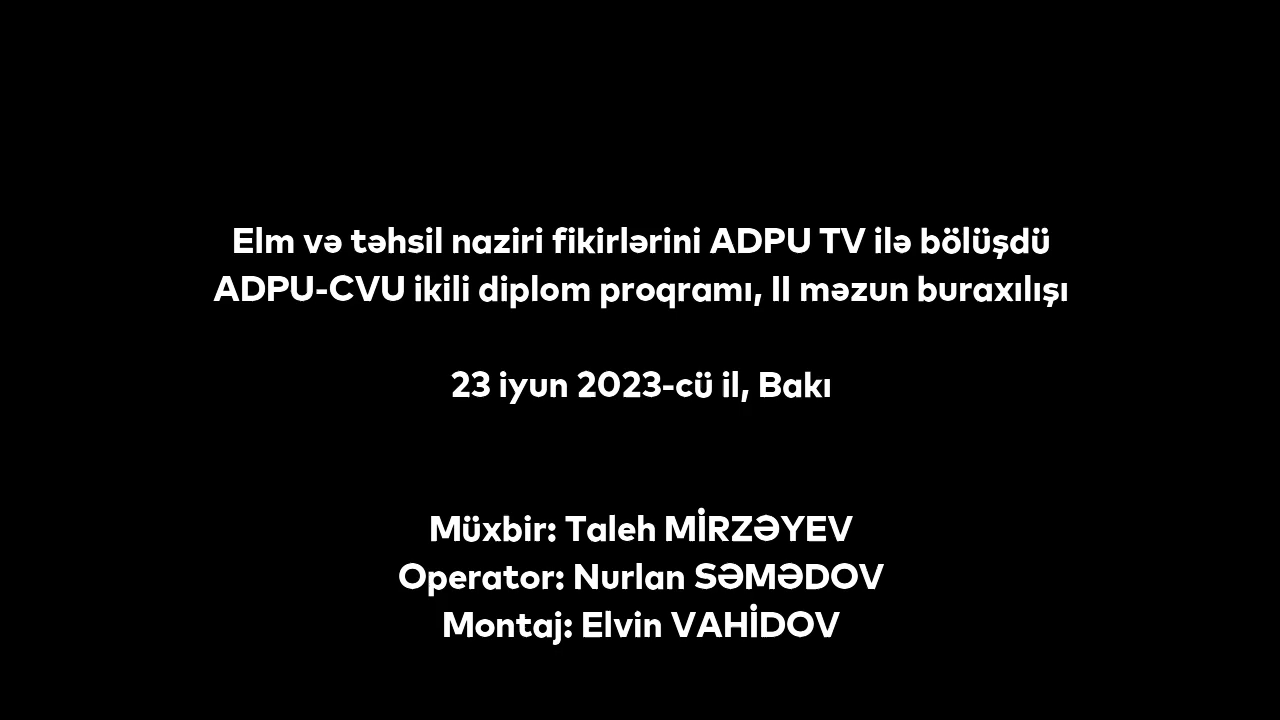 Elm və təhsil naziri fikirlərini ADPU TV ilə bölüşdü
ADPU-CVU ikili diplom proqramı, II məzun buraxılışı
23 iyun 2023-cü il, Bakı
Müxbir: Taleh MİRZƏYEV
Operator: Nurlan SƏMƏDOV
Montaj: Elvin VAHİDOV